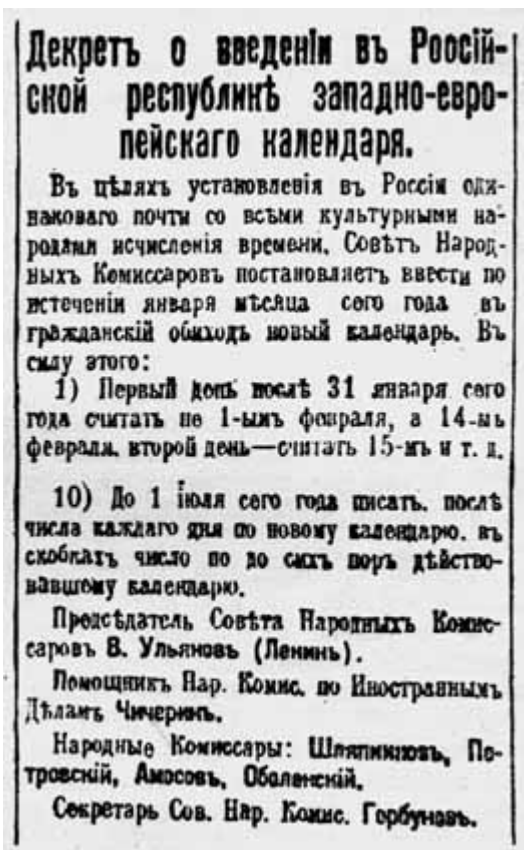 Декретъ о введенiи въ Роосiй-
ской республикѣ западно-евро-
пейскаго календаря.
Въ цѣляхъ установленiя въ Россiи оди-
наковаго почти со всѣми культурными на-
родами исчисленiя времени, Совѣтъ Народ-
ныхъ Комиссаровъ постановляетъ ввести по
истеченiи января мѣсяца сего года въ
гражданскiй обиходъ новый календарь. Въ
силу этого:
1) Первый день послѣ 31 января сего
года считать не 1-ымъ февраля, а 14-мъ
февраля, второй день—считать 15-мъ и т. д.
10) До 1 iюля сего года писать, послѣ
числа каждаго дня по новому календарю, въ
скобкахъ число по до сихъ поръ дѣйство-
вавшему календарю.
Предсѣдатель Совѣта Народныхъ Комис-
саровъ В. Ульяновъ (Ленинъ).
Помощникъ Нар. Комис. по Иностраннымъ
Дѣламъ Чичеринъ.
Народные Комиссары: Шляпниковъ, Пе-
тровскiй, Амосовъ, Оболенскiй.
Секретарь Сов. Нар. Комис. Горбуновъ.